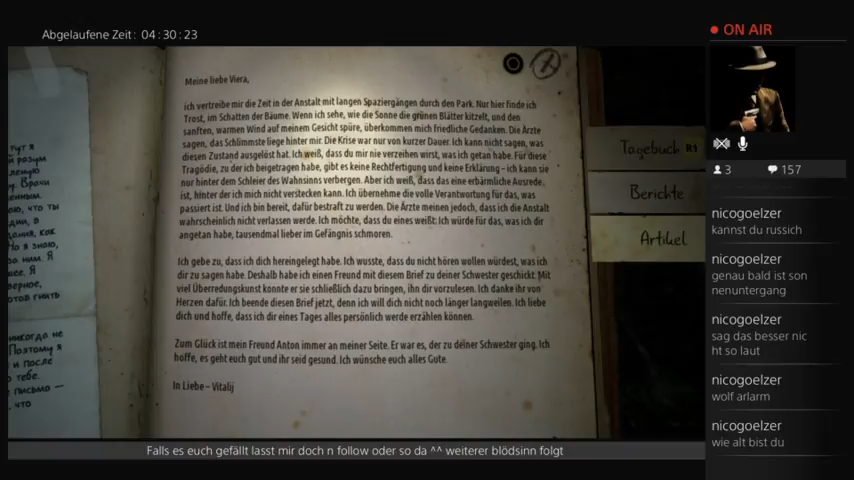 Abgelaufene Zeit: 04:30:23
ON AIR
Meine liebe Viera,
ich vertreibe mir die Zeit in der Anstalt mit langen Spaziergängen durch den Park. Nur hier finde ich
Trost, im Schatten der Bäume. Wenn ich sehe, wie die Sonne die grünen Blätter kitzelt, und den
sanften, warmen Wind auf meinem Gesicht spüre, überkommen mich friedliche Gedanken. Die Ärzte
sagen, das Schlimmste liege hinter mir. Die Krise war nur von kurzer Dauer. Ich kann nicht sagen, was
diesen Zustand ausgelöst hat. Ich weiß, dass du mir nie verzeihen wirst, was ich getan habe. Für diese
Tragödie, zu der ich beigetragen habe, gibt es keine Rechtfertigung und keine Erklärung – ich kann sie
nur hinter dem Schleier des Wahnsinns verbergen. Aber ich weiß, dass das eine erbärmliche Ausrede
ist, hinter der ich mich nicht verstecken kann. Ich übernehme die volle Verantwortung für das, was
passiert ist. Und ich bin bereit, dafür bestraft zu werden. Die Ärzte meinen jedoch, dass ich die Anstalt
wahrscheinlich nicht verlassen werde. Ich möchte, dass du eines weißt: Ich würde für das, was ich dir
angetan habe, tausendmal lieber im Gefängnis schmoren.
Ich gebe zu, dass ich dich hereingelegt habe. Ich wusste, dass du nicht hören wollen würdest, was ich
dir zu sagen habe. Deshalb habe ich einen Freund mit diesem Brief zu deiner Schwester geschickt. Mit
viel Überredungskunst konnte er sie schließlich dazu bringen, ihn dir vorzulesen. Ich danke ihr von
Herzen dafür. Ich beende diesen Brief jetzt, denn ich will dich nicht noch länger langweilen. Ich liebe
dich und hoffe, dass ich dir eines Tages alles persönlich werde erzählen können.
Zum Glück ist mein Freund Anton immer an meiner Seite. Er war es, der zu deiner Schwester ging. Ich
hoffe, es geht euch gut und ihr seid gesund. Ich wünsche euch alles Gute.
In Liebe – Vitalij
Tagebuch R1
Berichte
Artikel
3
157
nicogoelzer
kannst du russich
nicogoelzer
genau bald ist son
nenuntergang
nicogoelzer
sag das besser nic
ht so laut
nicogoelzer
wolf arlarm
nicogoelzer
wie alt bist du
Falls es euch gefällt lasst mir doch n follow oder so da ^^ weiterer blödsinn folgt